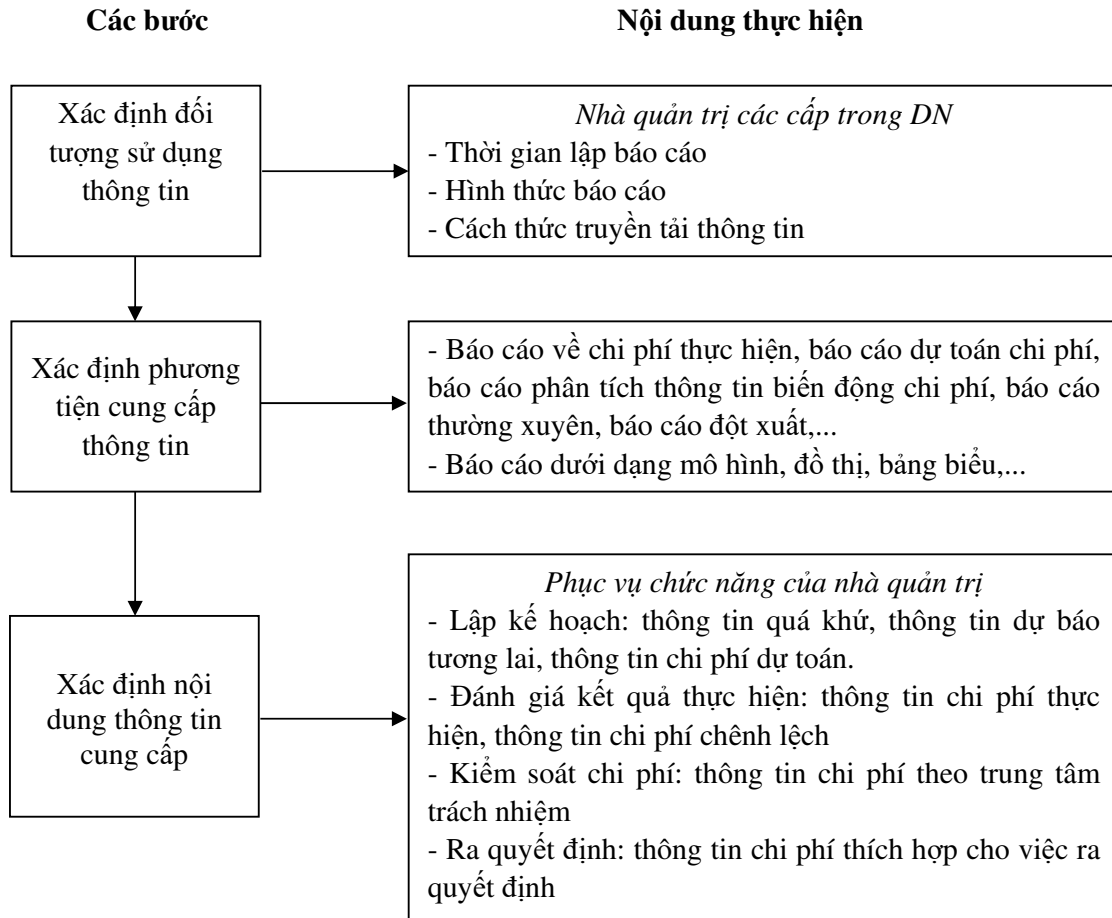 Các bước
Nội dung thực hiện
Xác định đối
tượng sử dụng
thông tin
Nhà quản trị các cấp trong DN
- Thời gian lập báo cáo
- Hình thức báo cáo
- Cách thức truyền tải thông tin
Xác định phương
tiện cung cấp
thông tin
- Báo cáo về chi phí thực hiện, báo cáo dự toán chi phí,
báo cáo phân tích thông tin biến động chi phí, báo cáo
thường xuyên, báo cáo đột xuất,...
- Báo cáo dưới dạng mô hình, đồ thị, bảng biểu,...
Xác định nội
dung thông tin
cung cấp
Phục vụ chức năng của nhà quản trị
- Lập kế hoạch: thông tin quá khứ, thông tin dự báo
tương lai, thông tin chi phí dự toán.
- Đánh giá kết quả thực hiện: thông tin chi phí thực
hiện, thông tin chi phí chênh lệch
- Kiểm soát chi phí: thông tin chi phí theo trung tâm
trách nhiệm
- Ra quyết định: thông tin chi phí thích hợp cho việc ra
quyết định